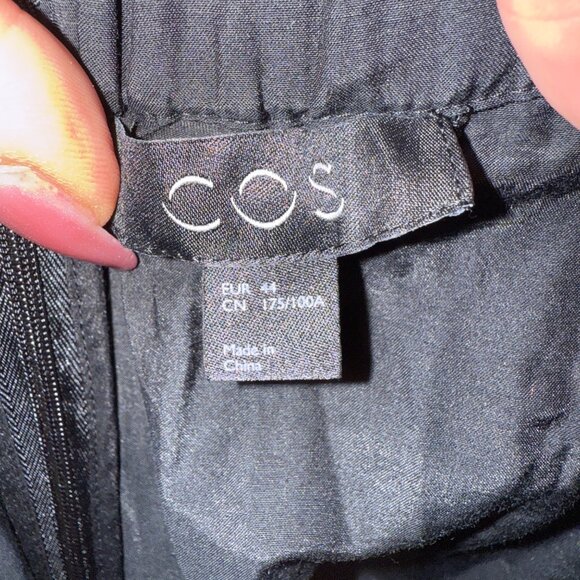 COS
EUR 44
CN 175/100A
Made in
China